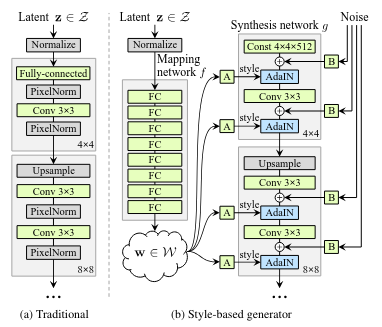 Latent z ∈ Z
Normalize
Fully-connected
PixelNorm
Conv 3×3
PixelNorm
4×4
Upsample
Conv 3×3
PixelNorm
Conv 3×3
PixelNorm
8×8
...
(a) Traditional
Latent z ∈ Z
Normalize
Mapping
network f
FC
FC
FC
FC
FC
FC
FC
FC
w ∈ W
Synthesis network g
Noise
Const 4×4×512
B
A
style
AdaIN
Conv 3×3
B
A
style
AdaIN
4×4
Upsample
Conv 3×3
B
A
style
AdaIN
Conv 3×3
B
A
style
AdaIN
8×8
...
(b) Style-based generator